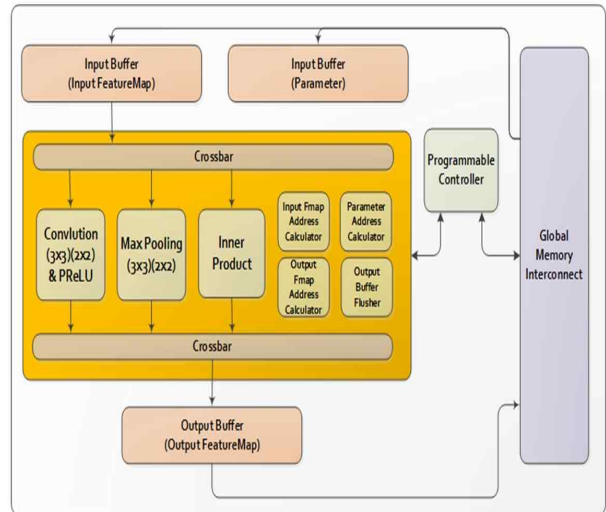 Input Buffer
(Input FeatureMap)
Input Buffer
(Parameter)
Crossbar
Convlution
(3x3)(2x2)
& PReLU
Max Pooling
(3x3)(2x2)
Inner
Product
Input Fmap
Address
Calculator
Parameter
Address
Calculator
Output
Fmap
Address
Calculator
Output
Buffer
Flusher
Crossbar
Programmable
Controller
Global
Memory
Interconnect
Output Buffer
(Output FeatureMap)